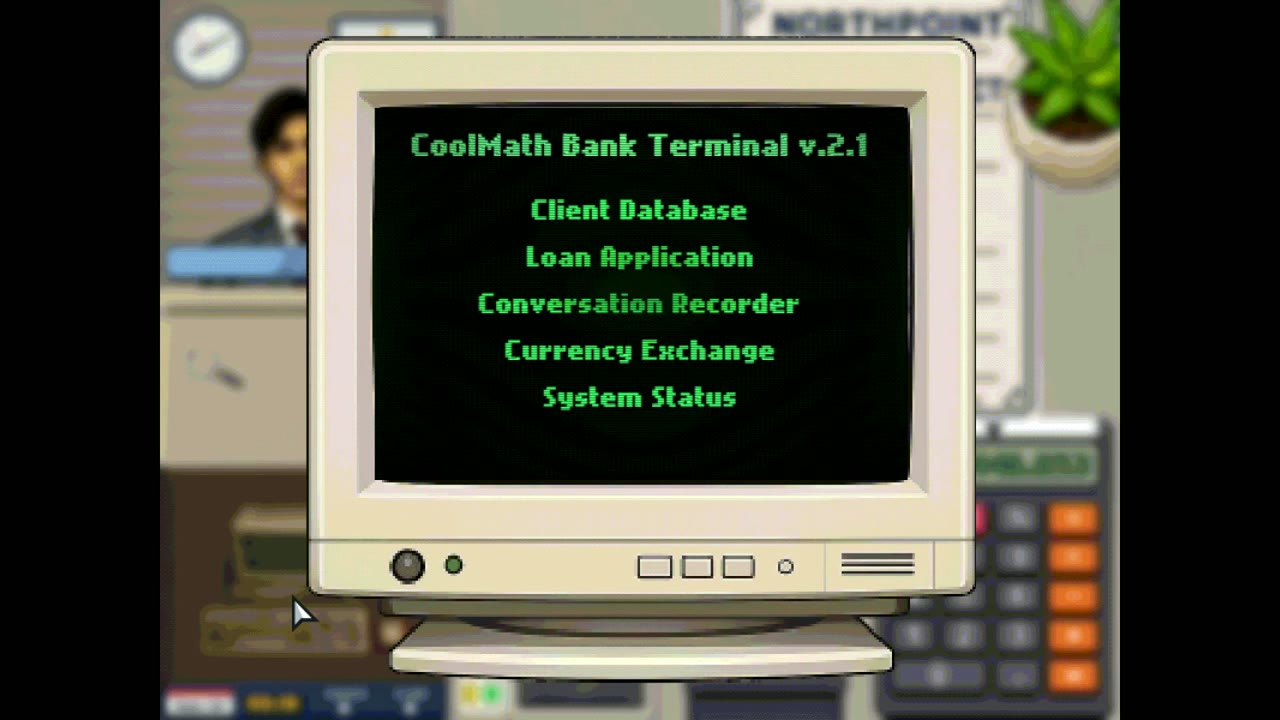 NORTHPOINT
CoolMath Bank Terminal v.2.1
Client Database
Loan Application
Conversation Recorder
Currency Exchange
System Status